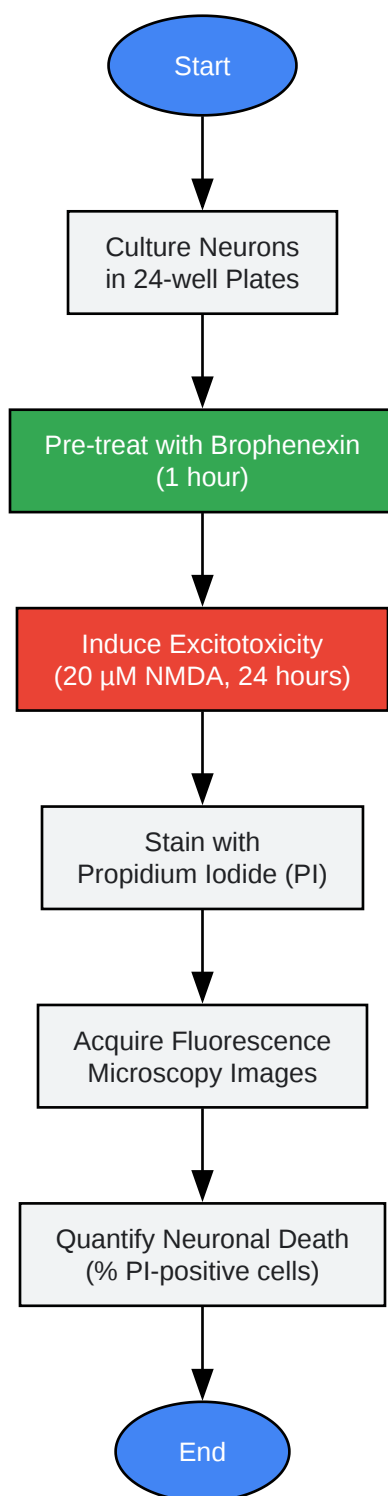 Start
Culture Neurons
in 24-well Plates
Pre-treat with Brophenexin
(1 hour)
Induce Excitotoxicity
(20 µM NMDA, 24 hours)
Stain with
Propidium Iodide (PI)
Acquire Fluorescence
Microscopy Images
Quantify Neuronal Death
(% PI-positive cells)
End